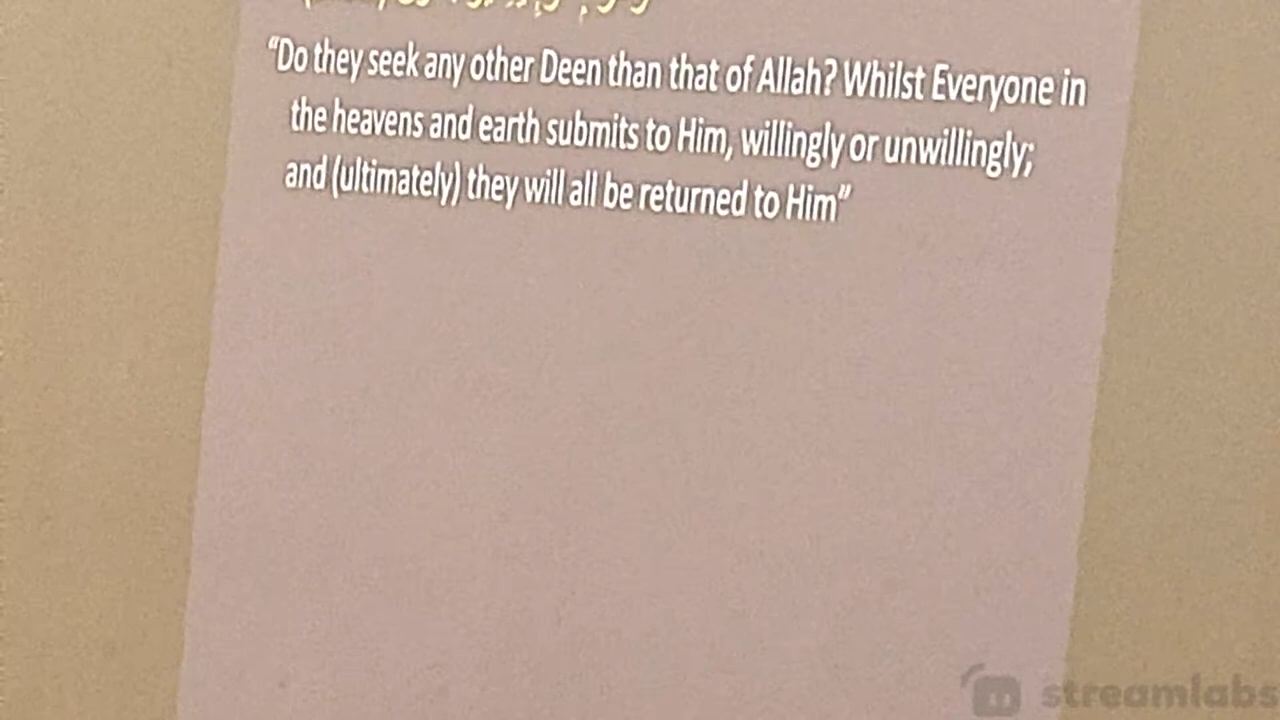 “Do they seek any other Deen than that of Allah? Whilst Everyone in
the heavens and earth submits to Him, willingly or unwillingly;
and (ultimately) they will all be returned to Him”
streamlabs